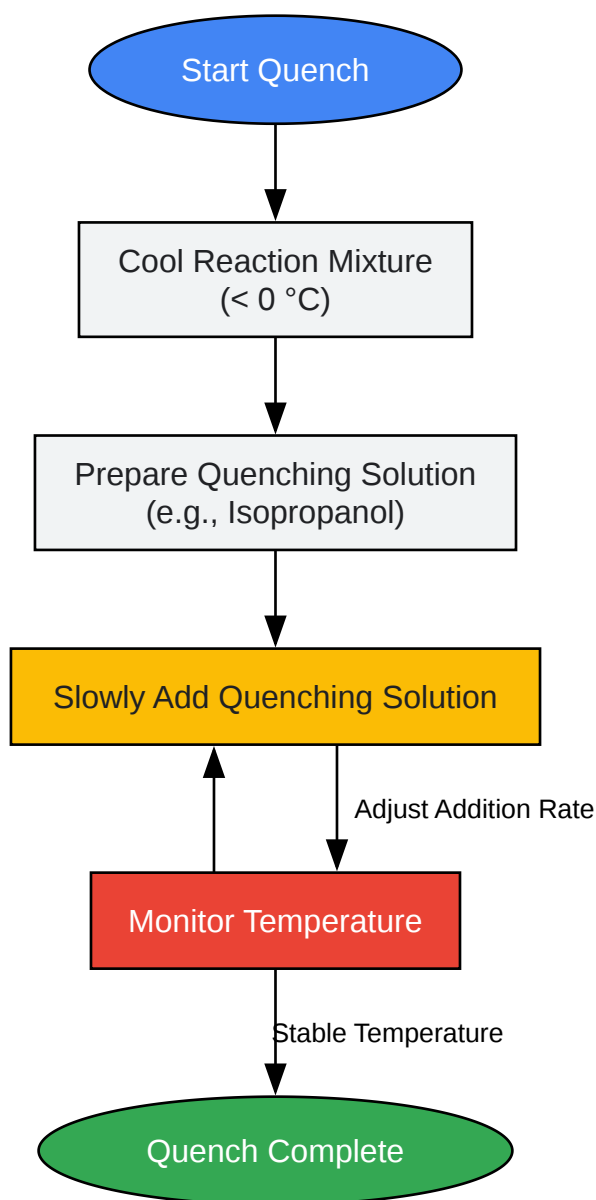 Start Quench
Cool Reaction Mixture
(< 0 °C)
Prepare Quenching Solution
(e.g., Isopropanol)
Slowly Add Quenching Solution
Adjust Addition Rate
Monitor Temperature
Stable Temperature
Quench Complete